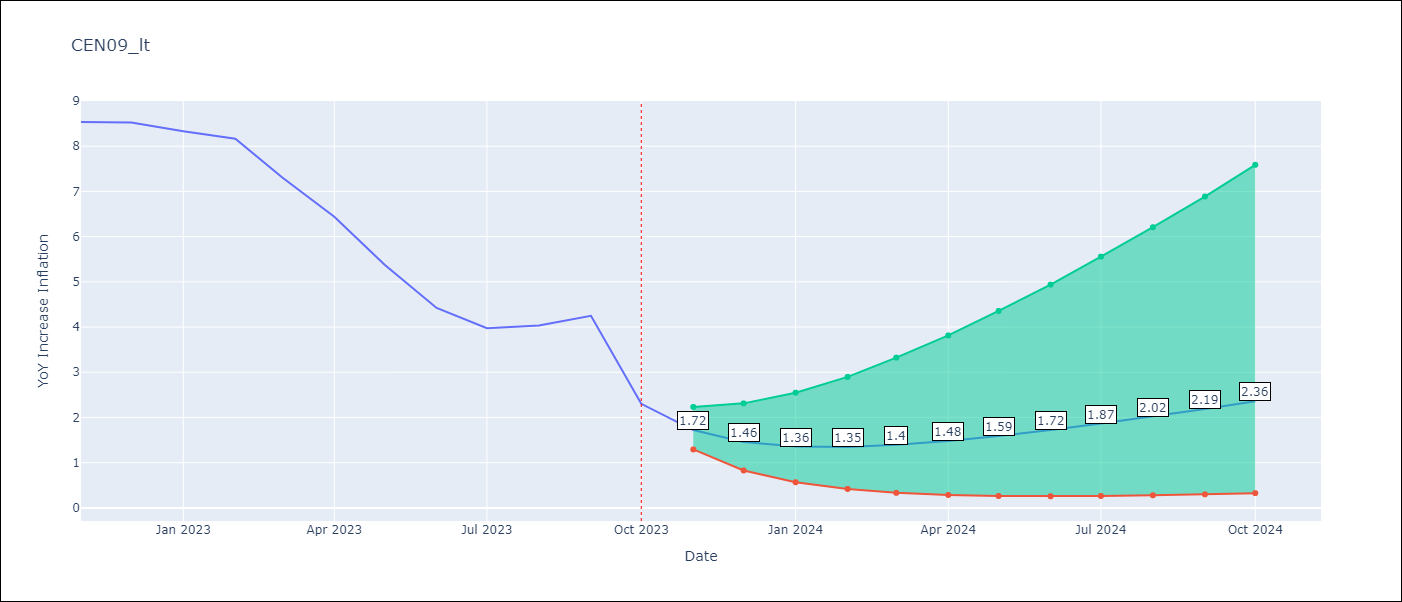 CEN09_lt
YoY Increase Inflation
9
8
7
6
5
4
3
2
1
0
1.72
1.46
1.36
1.35
1.4
1.48
1.59
1.72
1.87
2.02
2.19
2.36
Jan 2023
Apr 2023
Jul 2023
Oct 2023
Jan 2024
Apr 2024
Jul 2024
Oct 2024
Date